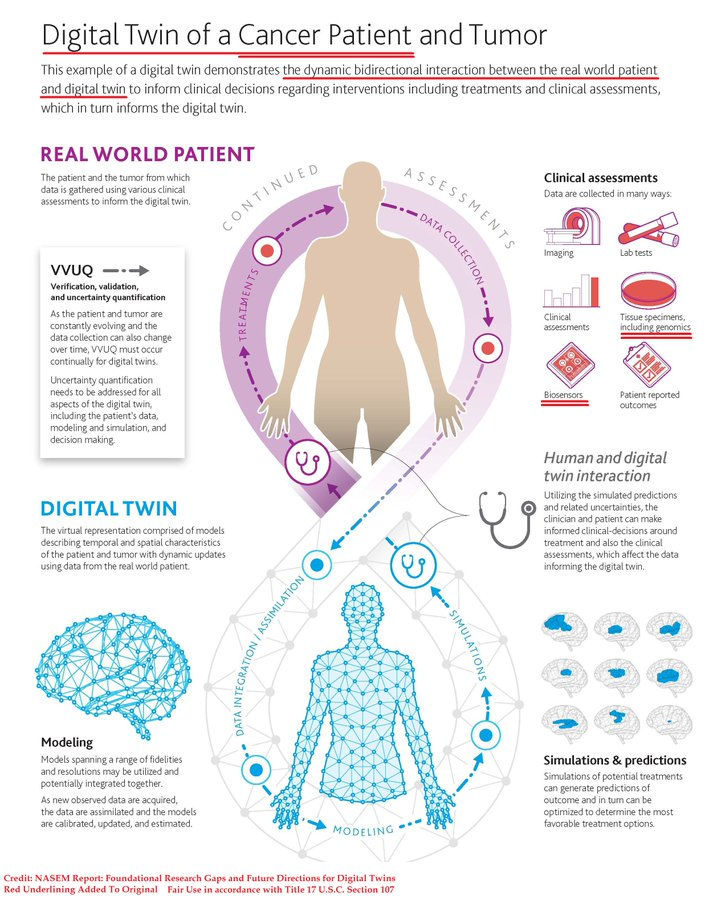 Digital Twin of a Cancer Patient and Tumor
This example of a digital twin demonstrates the dynamic bidirectional interaction between the real world patient
and digital twin to inform clinical decisions regarding interventions including treatments and clinical assessments,
which in turn informs the digital twin.
REAL WORLD PATIENT
The patient and the tumor from which
data is gathered using various clinical
assessments to inform the digital twin.
VVUQ
Verification, validation,
and uncertainty quantification
As the patient and tumor are
constantly evolving and the
data collection can also change
over time, VVUQ must occur
continually for digital twins.
Uncertainty quantification
needs to be addressed for all
aspects of the digital twin,
including the patient's data,
modeling and simulation, and
decision making.
CONTINUED ASSESSMENTS
TREATMENTS
DATA COLLECTION
Clinical assessments
Data are collected in many ways:
Imaging
Lab tests
Clinical
assessments
Tissue specimens,
including genomics
Biosensors
Patient reported
outcomes
Human and digital
twin interaction
Utilizing the simulated predictions
and related uncertainties, the
clinician and patient can make
informed clinical-decisions around
treatment and also the clinical
assessments, which affect the data
informing the digital twin.
DIGITAL TWIN
The virtual representation comprised of models
describing temporal and spatial characteristics
of the patient and tumor with dynamic updates
using data from the real world patient.
DATA INTEGRATION / ASSIMILATION
SIMULATIONS
MODELING
Modeling
Models spanning a range of fidelities
and resolutions may be utilized and
potentially integrated together.
As new observed data are acquired,
the data are assimilated and the models
are calibrated, updated, and estimated.
Simulations & predictions
Simulations of potential treatments
can generate predictions of
outcome and in turn can be
optimized to determine the most
favorable treatment options.
Credit: NASEM Report: Foundational Research Gaps and Future Directions for Digital Twins
Red Underlining Added To Original Fair Use in accordance with Title 17 U.S.C. Section 107